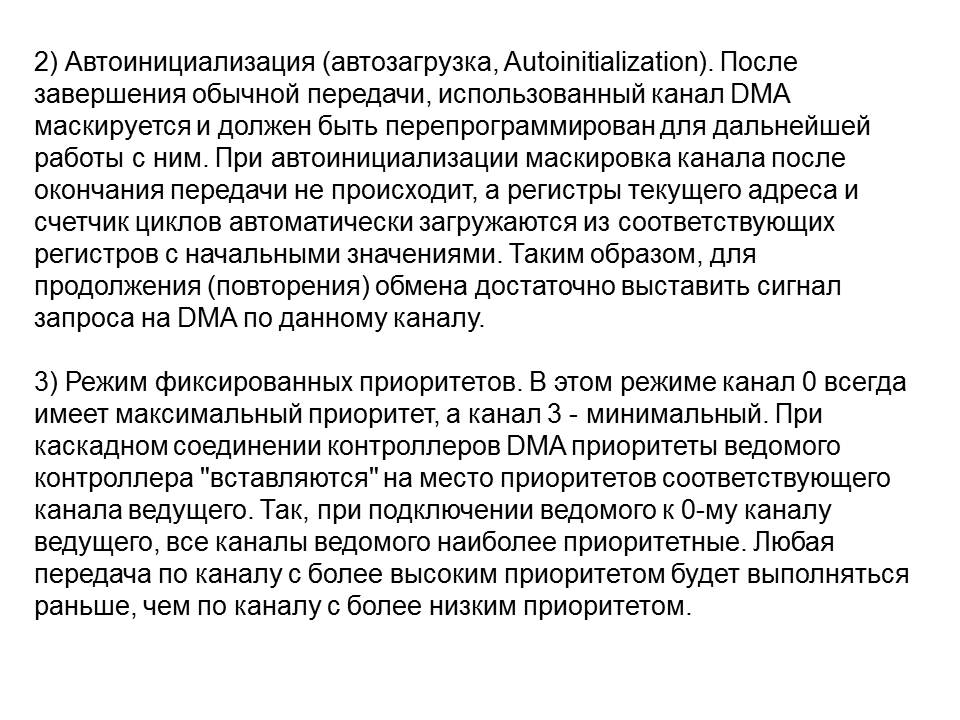 2) Автоинициализация (автозагрузка, Autoinitialization). После
завершения обычной передачи, использованный канал DMA
маскируется и должен быть перепрограммирован для дальнейшей
работы с ним. При автоинициализации маскировка канала после
окончания передачи не происходит, а регистры текущего адреса и
счетчик циклов автоматически загружаются из соответствующих
регистров с начальными значениями. Таким образом, для
продолжения (повторения) обмена достаточно выставить сигнал
запроса на DMA по данному каналу.
3) Режим фиксированных приоритетов. В этом режиме канал 0 всегда
имеет максимальный приоритет, а канал 3 - минимальный. При
каскадном соединении контроллеров DMA приоритеты ведомого
контроллера "вставляются" на место приоритетов соответствующего
канала ведущего. Так, при подключении ведомого к 0-му каналу
ведущего, все каналы ведомого наиболее приоритетные. Любая
передача по каналу с более высоким приоритетом будет выполняться
раньше, чем по каналу с более низким приоритетом.